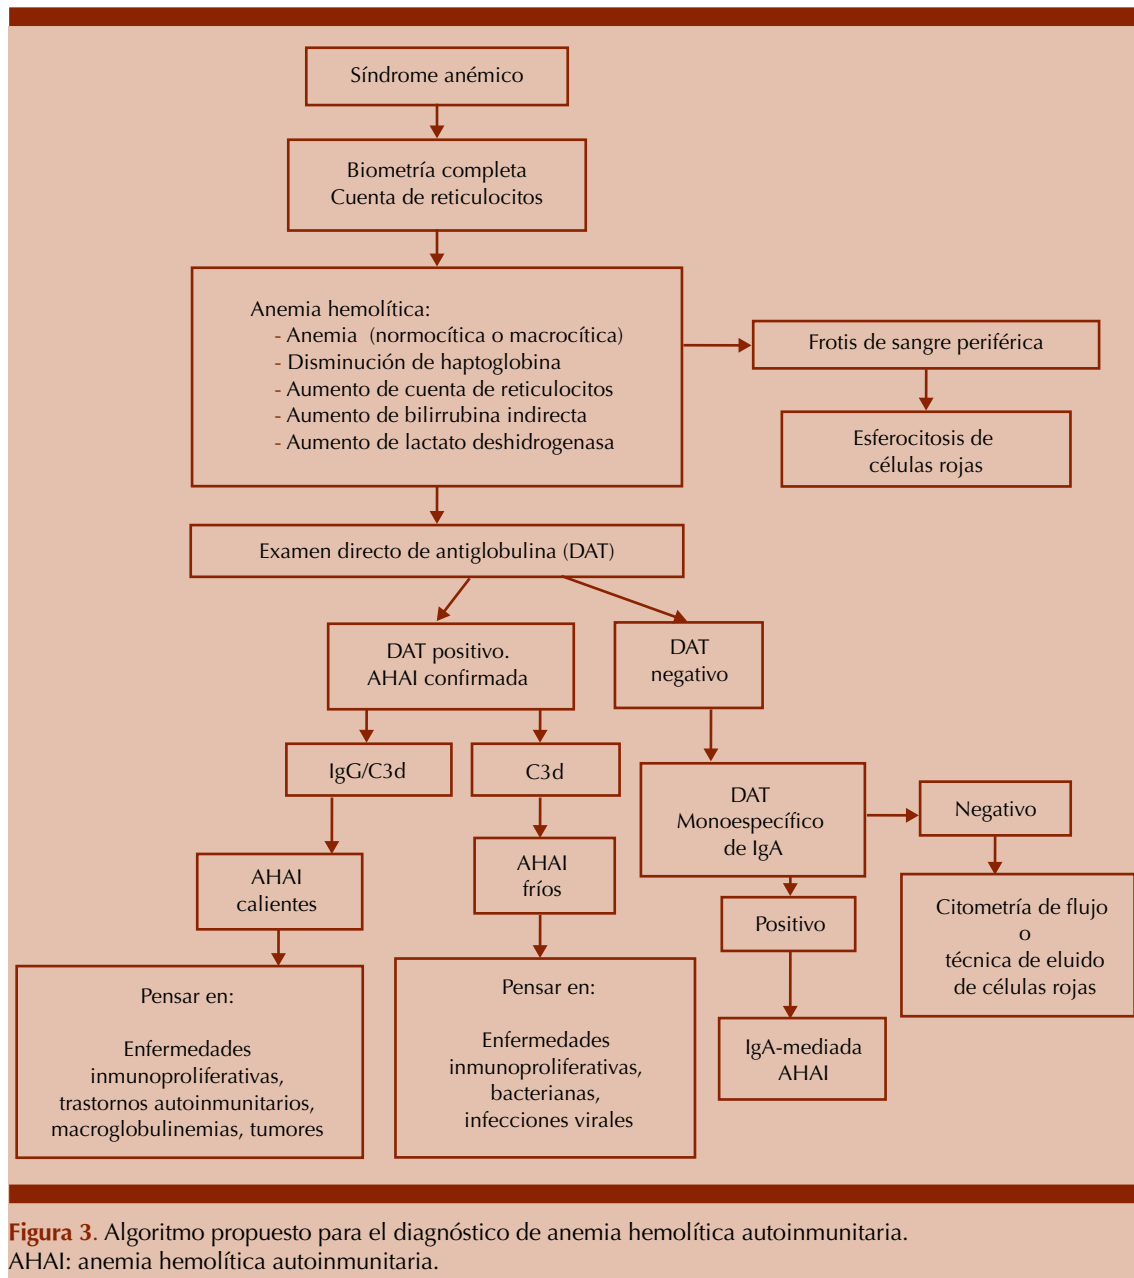 Síndrome anémico
Biometría completa
Cuenta de reticulocitos
Anemia hemolítica:
- Anemia (normocítica o macrocítica)
- Disminución de haptoglobina
- Aumento de cuenta de reticulocitos
- Aumento de bilirrubina indirecta
- Aumento de lactato deshidrogenasa
Frotis de sangre periférica
Esferocitosis de
células rojas
Examen directo de antiglobulina (DAT)
DAT positivo.
AHAI confirmada
DAT
negativo
IgG/C3d
C3d
DAT
Monoespecífico
de IgA
Negativo
AHAI
calientes
AHAI
fríos
Positivo
Citometría de flujo
o
técnica de eluido
de células rojas
Pensar en:
Enfermedades
inmunoproliferativas,
trastornos autoinmunitarios,
macroglobulinemias, tumores
Pensar en:
Enfermedades
inmunoproliferativas,
bacterianas,
infecciones virales
IgA-mediada
AHAI
Figura 3. Algoritmo propuesto para el diagnóstico de anemia hemolítica autoinmunitaria.
AHAI: anemia hemolítica autoinmunitaria.